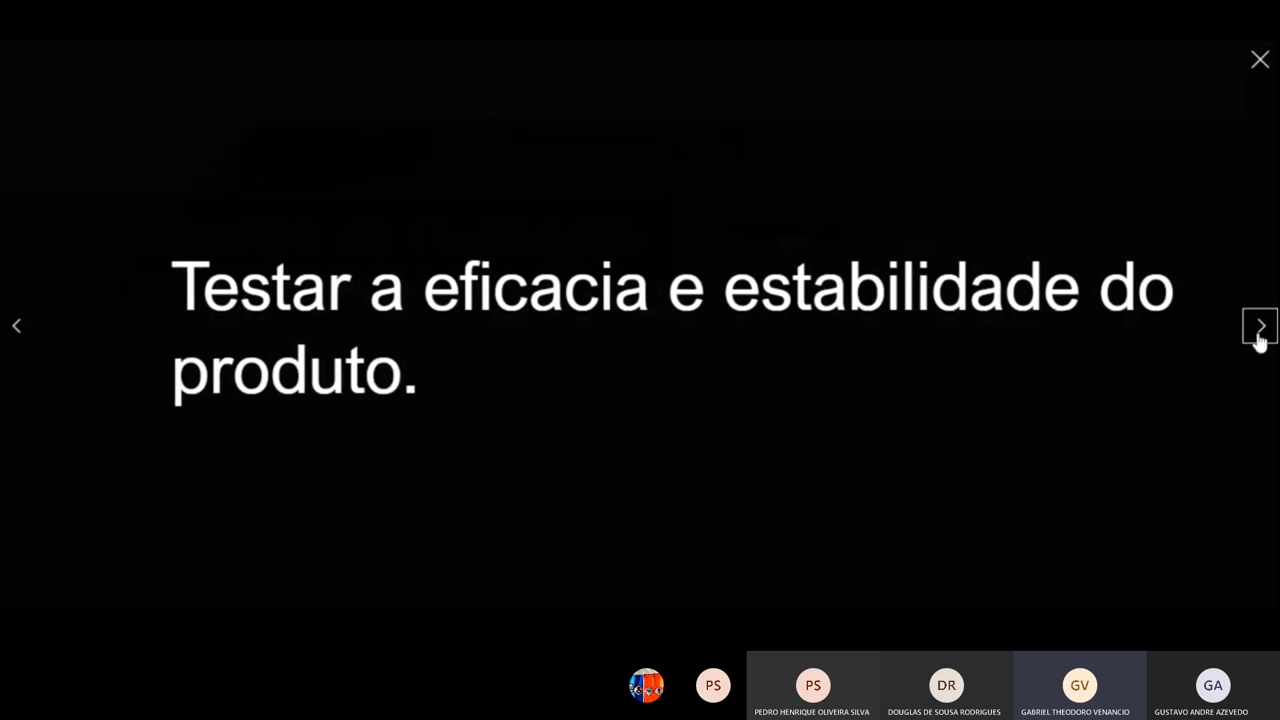 Testar a eficacia e estabilidade do
produto.
PS
PS
DR
GV
GA
PEDRO HENRIQUE OLIVEIRA SILVA
DOUGLAS DE SOUSA RODRIGUES
GABRIEL THEODORO VENANCIO
GUSTAVO ANDRE AZEVEDO